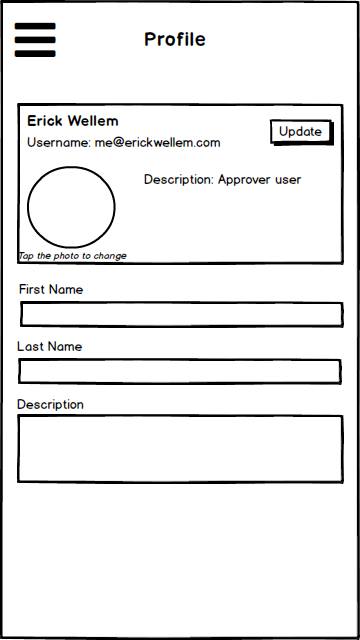 Profile
Erick Wellem
Update
Username: me@erickwellem.com
Description: Approver user
Tap the photo to change
First Name
Last Name
Description